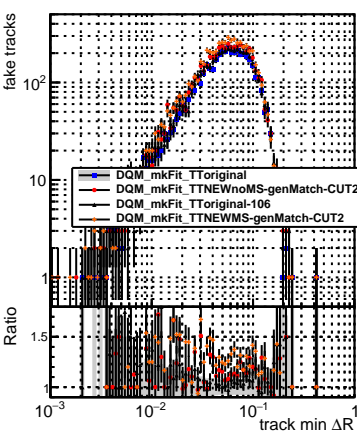 fake tracks
10²
10
1
DQM_mkFit_TToriginal
DQM_mkFit_TTNEWnoMS-genMatch-CUT2
DQM_mkFit_TToriginal-106
DQM_mkFit_TTNEWMS-genMatch-CUT2
Ratio
1.5
1
10⁻³ 10⁻² 10⁻¹ 1
track min ΔR